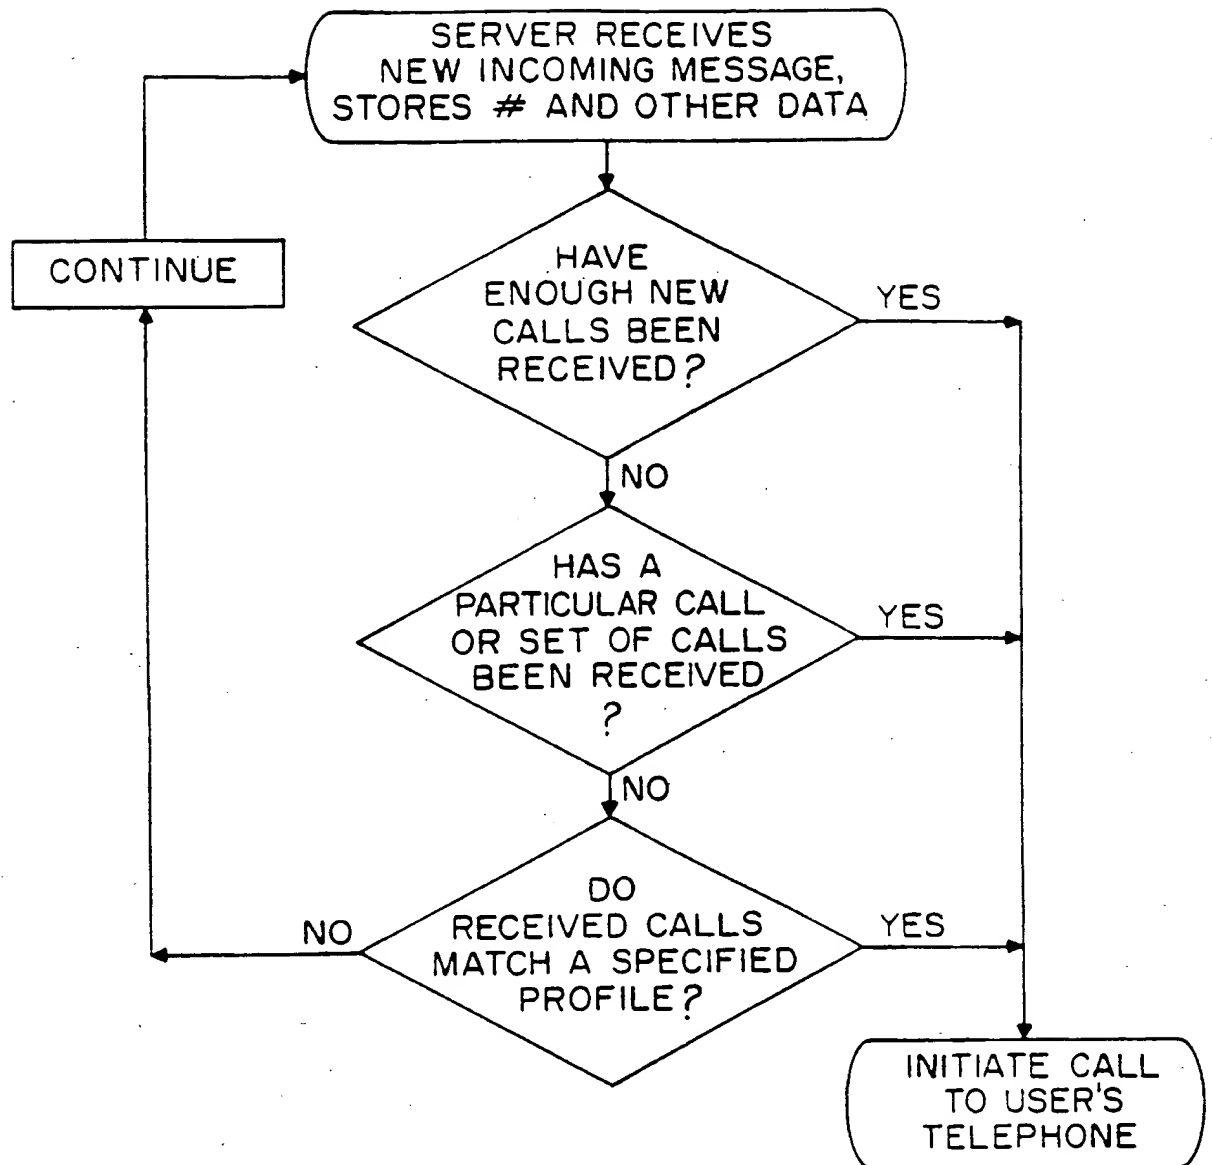 SERVER RECEIVES
NEW INCOMING MESSAGE,
STORES # AND OTHER DATA
CONTINUE
HAVE
ENOUGH NEW
CALLS BEEN
RECEIVED?
YES
NO
HAS A
PARTICULAR CALL
OR SET OF CALLS
BEEN RECEIVED
?
YES
NO
DO
RECEIVED CALLS
MATCH A SPECIFIED
PROFILE?
NO
YES
INITIATE CALL
TO USER'S
TELEPHONE